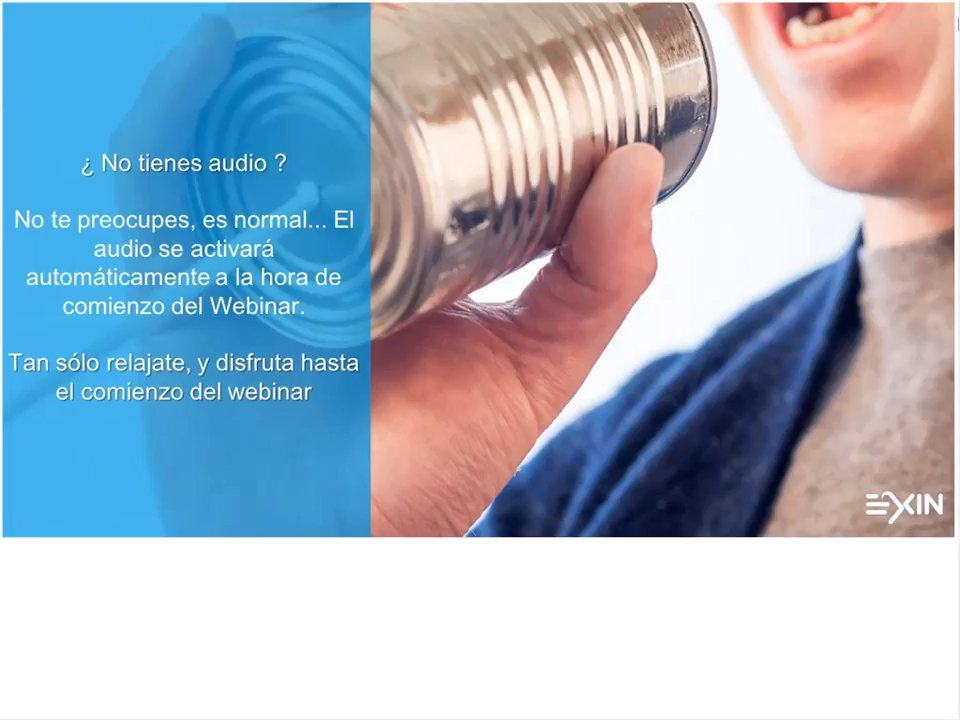 ¿ No tienes audio ?
No te preocupes, es normal... El
audio se activará
automáticamente a la hora de
comienzo del Webinar.
Tan sólo relajate, y disfruta hasta
el comienzo del webinar
EXIN